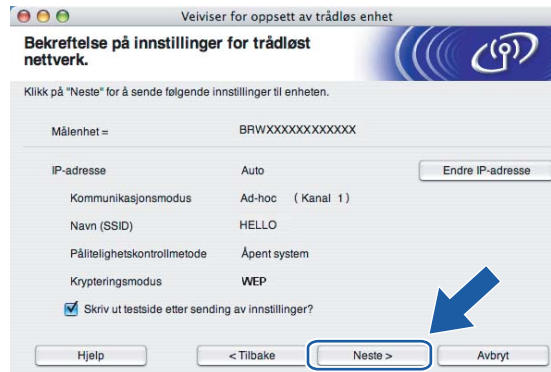 Veiviser for oppsett av trådløs enhet
Bekreftelse på innstillinger for trådløst
nettverk.
Klikk på "Neste" for å sende følgende innstillinger til enheten.
Målenhet = BRWXXXXXXXXXXXX
IP-adresse Auto Endre IP-adresse
Kommunikasjonsmodus Ad-hoc ( Kanal 1)
Navn (SSID) HELLO
Pålitelighetskontrollmetode Åpent system
Krypteringsmodus WEP
Skriv ut testside etter sending av innstillinger?
Hjelp < Tilbake Neste > Avbryt